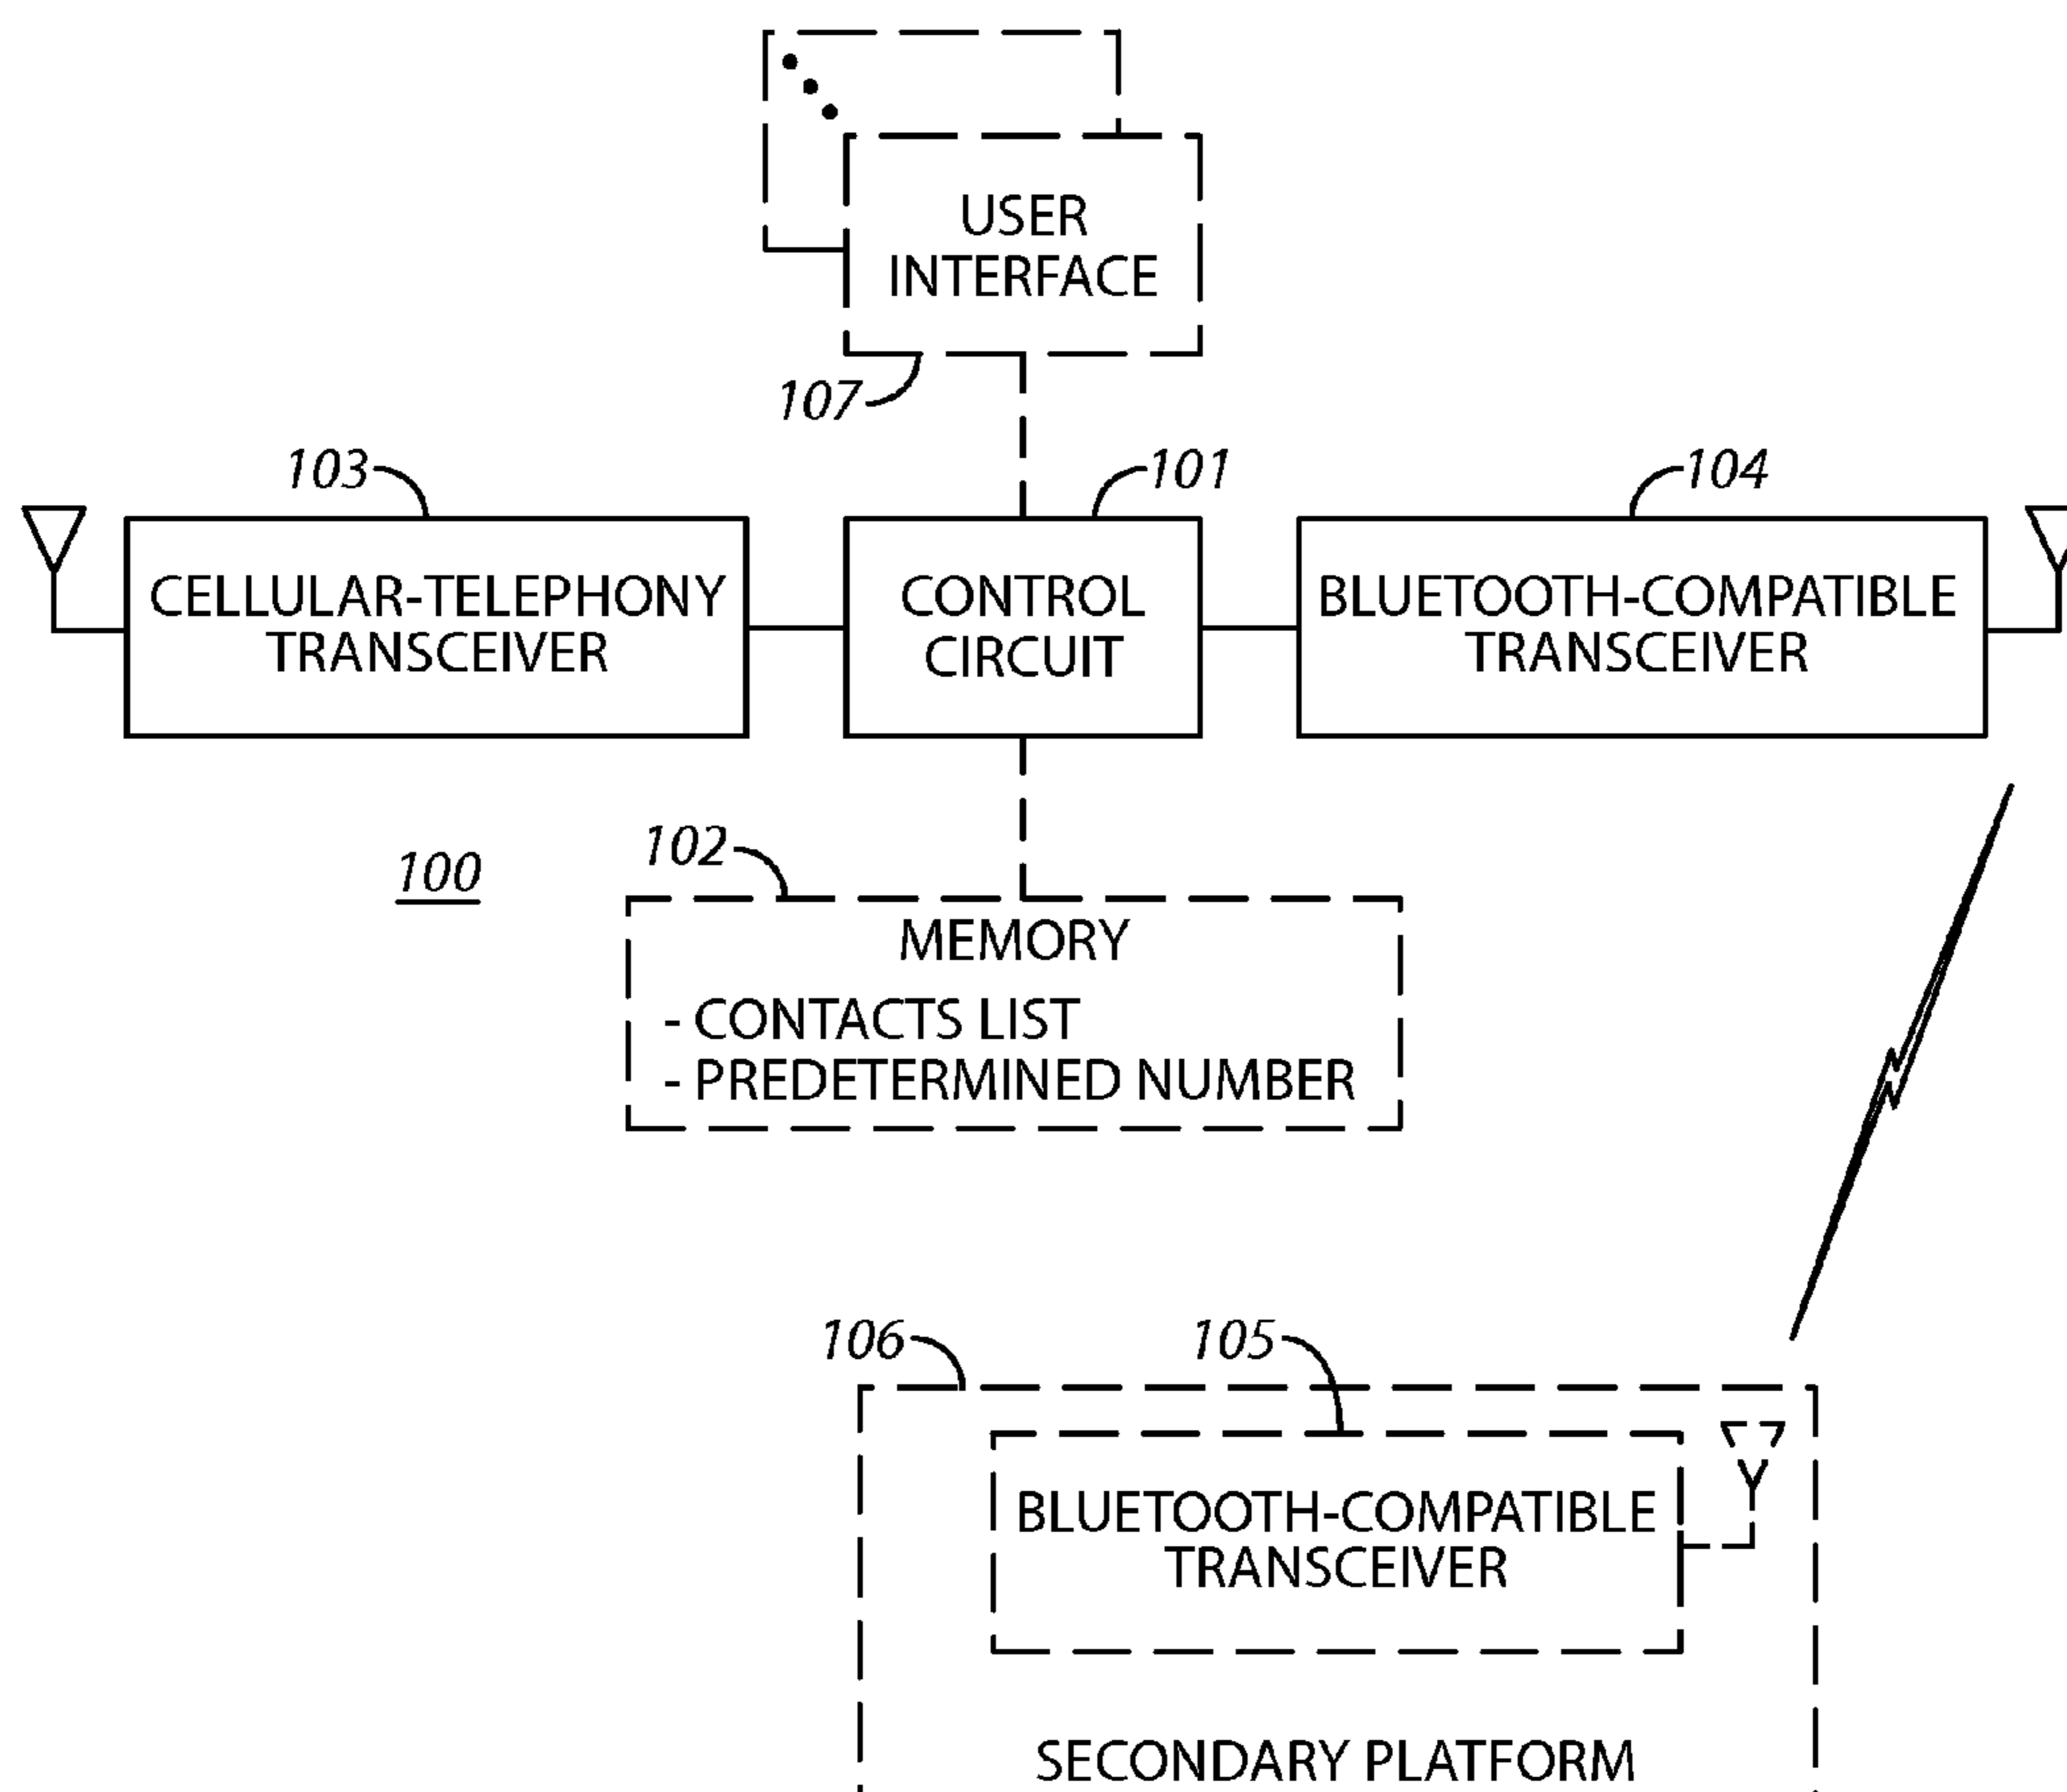 USER
INTERFACE
107
103
101
104
CELLULAR-TELEPHONY
TRANSCEIVER
CONTROL
CIRCUIT
BLUETOOTH-COMPATIBLE
TRANSCEIVER
102
100
MEMORY
- CONTACTS LIST
- PREDETERMINED NUMBER
106
105
BLUETOOTH-COMPATIBLE
TRANSCEIVER
SECONDARY PLATFORM